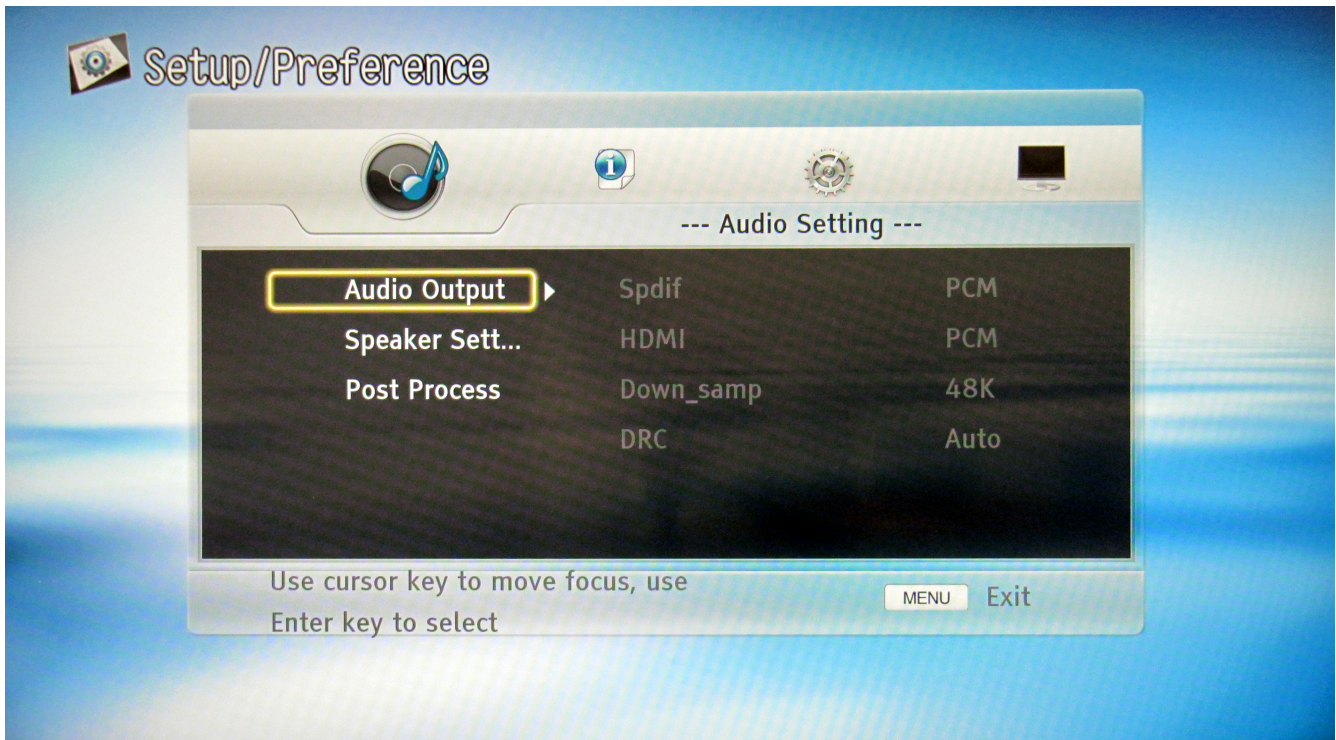 Setup/Preference
--- Audio Setting ---
Audio Output Spdif PCM
Speaker Sett... HDMI PCM
Post Process Down_samp 48K
DRC Auto
Use cursor key to move focus, use
Enter key to select
MENU Exit